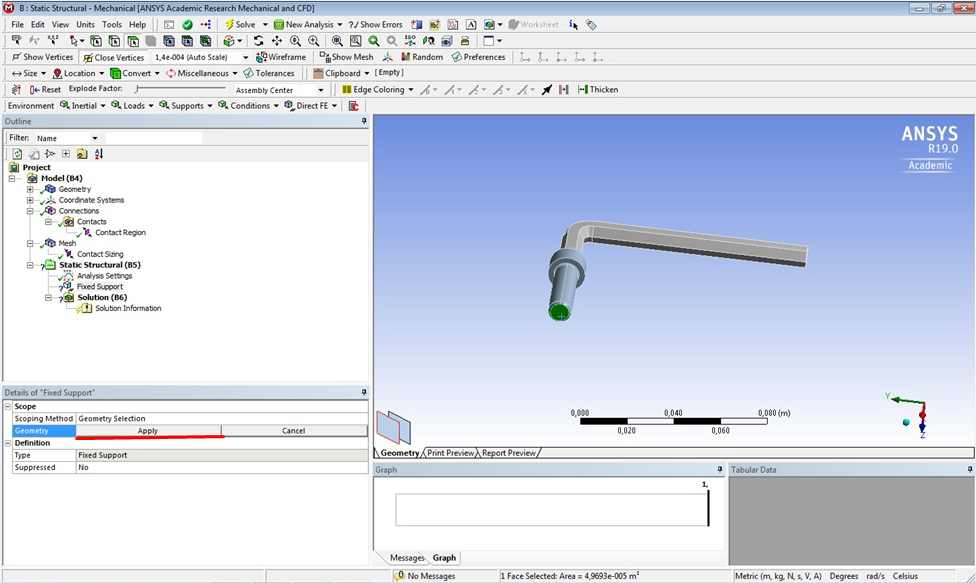 B : Static Structural - Mechanical [ANSYS Academic Research Mechanical and CFD]
File Edit View Units Tools Help Solve New Analysis ?/ Show Errors A Worksheet
Show Vertices Close Vertices 1,4e-004 (Auto Scale) Wireframe Show Mesh Random Preferences
Size Location Convert Miscellaneous Tolerances Clipboard [ Empty ]
Reset Explode Factor: Assembly Center Edge Coloring Thicken
Environment Inertial Loads Supports Conditions Direct FE
Outline
Filter: Name
Project
Model (B4)
Geometry
Coordinate Systems
Connections
Contacts
Contact Region
Mesh
Contact Sizing
Static Structural (B5)
Analysis Settings
Fixed Support
Solution (B6)
Solution Information
Details of "Fixed Support"
Scope
Scoping Method Geometry Selection
Geometry Apply Cancel
Definition
Type Fixed Support
Suppressed No
ANSYS
R19.0
Academic
0,000 0,040 0,080 (m)
0,020 0,060
Y
Z
Geometry Print Preview Report Preview
Graph
1,
Messages Graph
Tabular Data
0 No Messages 1 Face Selected: Area = 4,9693e-005 m² Metric (m, kg, N, s, V, A) Degrees rad/s Celsius